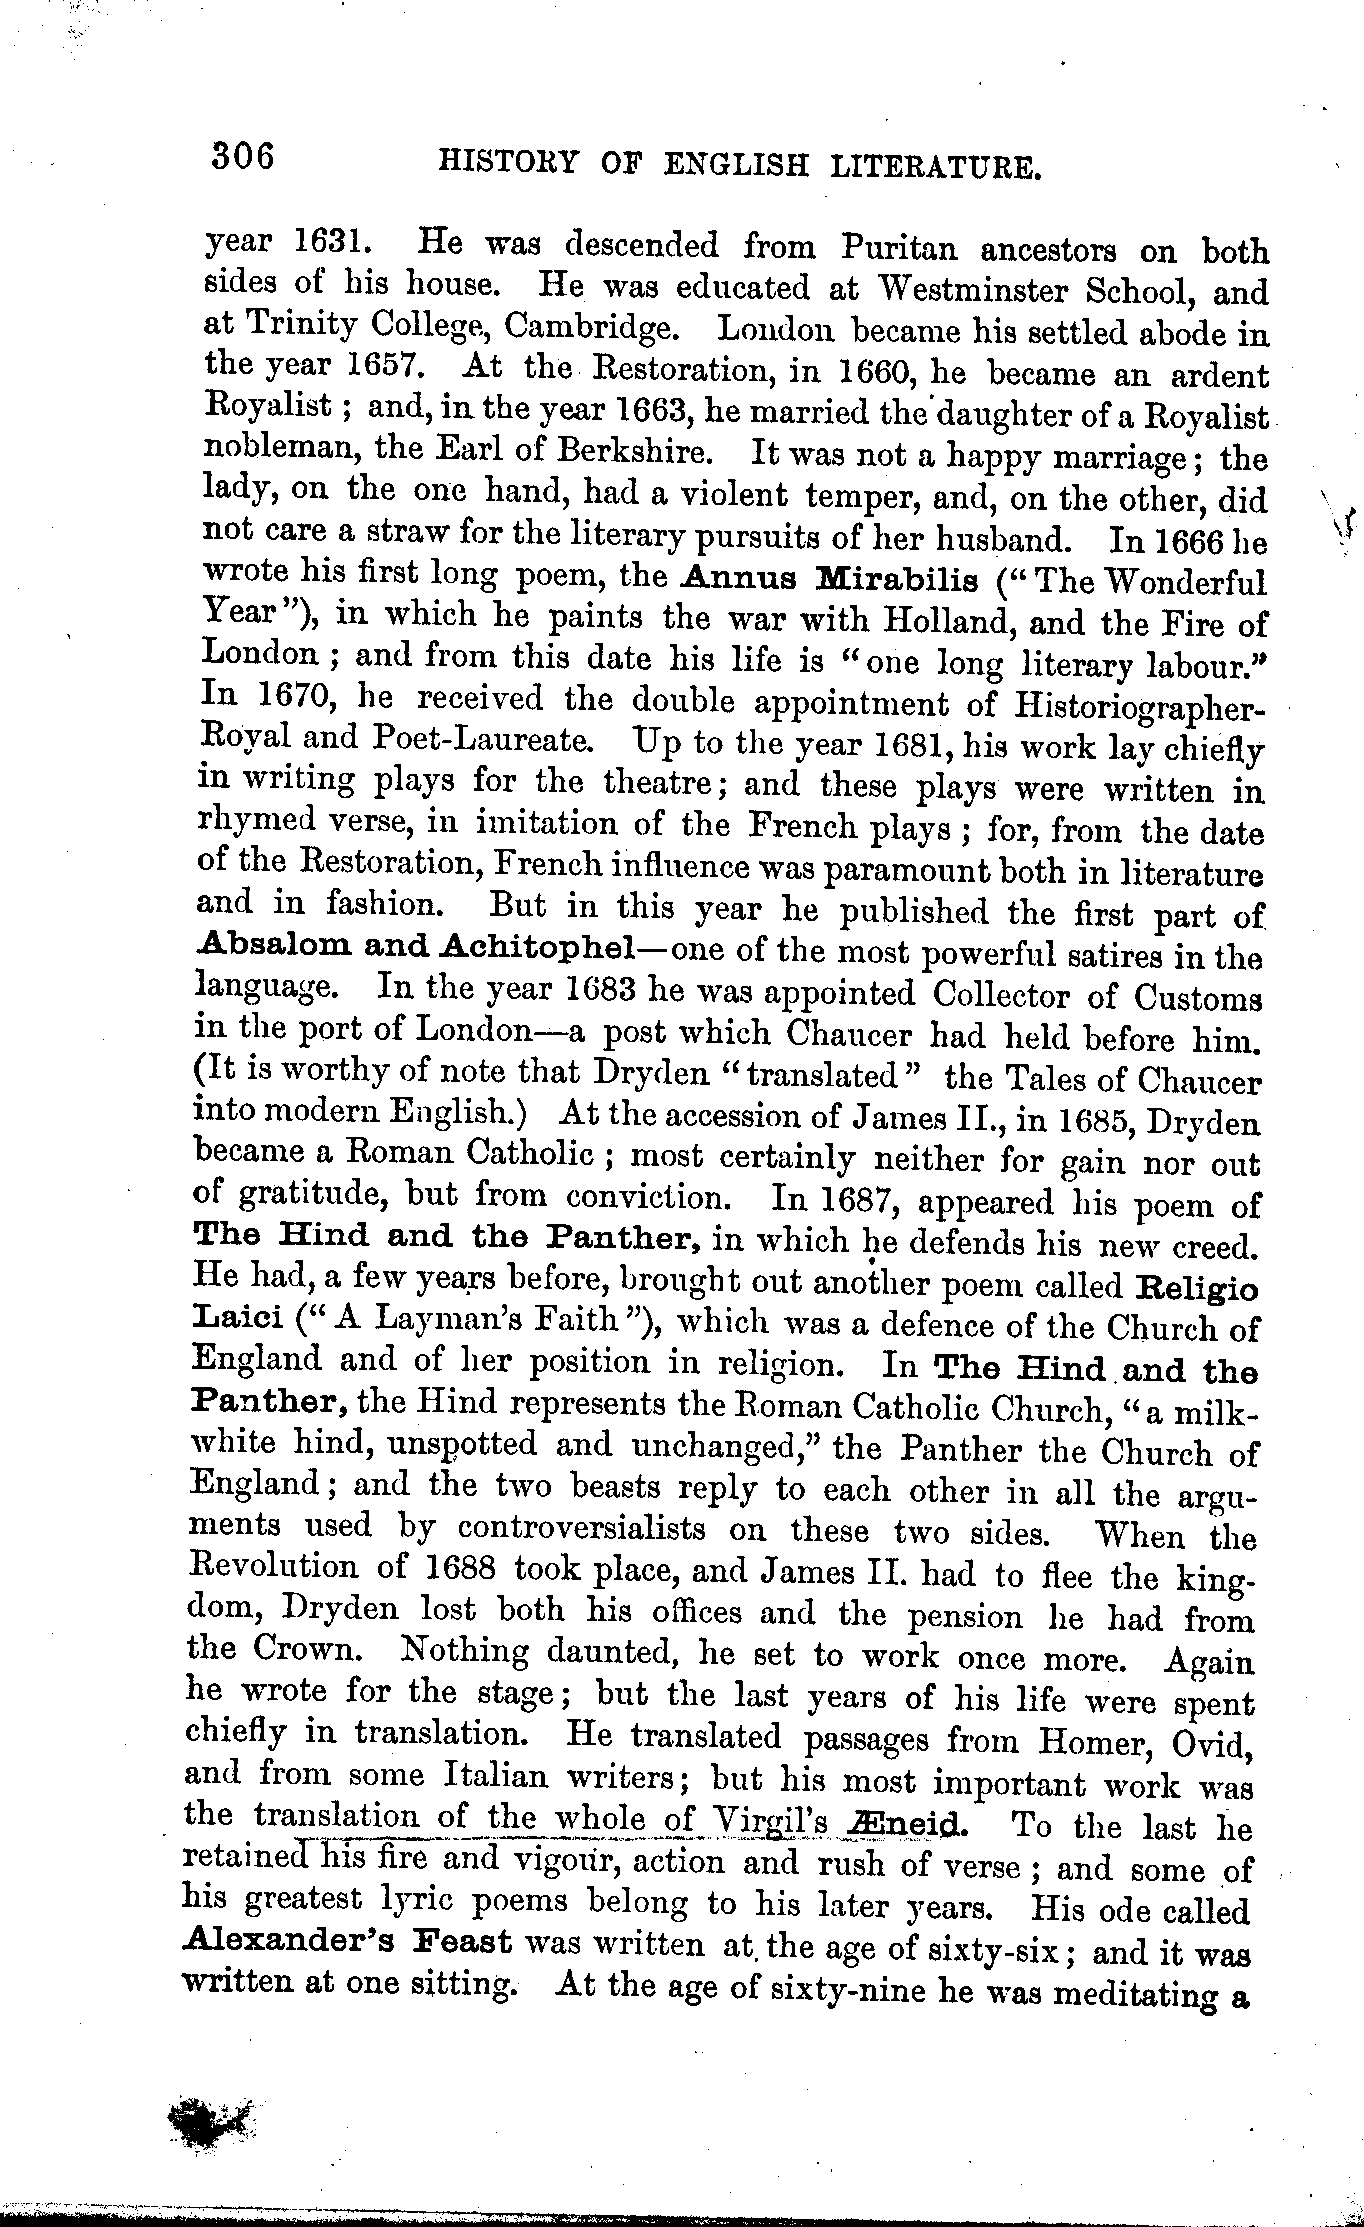 306 HISTORY OF ENGLISH LITERATURE.
year 1631. He was descended from Puritan ancestors on both
sides of his house. He was educated at Westminster School, and
at Trinity College, Cambridge. London became his settled abode in
the year 1657. At the Restoration, in 1660, he became an ardent
Royalist ; and, in the year 1663, he married the daughter of a Royalist
nobleman, the Earl of Berkshire. It was not a happy marriage ; the
lady, on the one hand, had a violent temper, and, on the other, did
not care a straw for the literary pursuits of her husband. In 1666 he
wrote his first long poem, the Annus Mirabilis (“ The Wonderful
Year ”), in which he paints the war with Holland, and the Fire of
London ; and from this date his life is “ one long literary labour.”
In 1670, he received the double appointment of Historiographer-
Royal and Poet-Laureate. Up to the year 1681, his work lay chiefly
in writing plays for the theatre ; and these plays were written in
rhymed verse, in imitation of the French plays ; for, from the date
of the Restoration, French influence was paramount both in literature
and in fashion. But in this year he published the first part of
Absalom and Achitophel—one of the most powerful satires in the
language. In the year 1683 he was appointed Collector of Customs
in the port of London—a post which Chaucer had held before him.
(It is worthy of note that Dryden “ translated ” the Tales of Chaucer
into modern English.) At the accession of James II., in 1685, Dryden
became a Roman Catholic ; most certainly neither for gain nor out
of gratitude, but from conviction. In 1687, appeared his poem of
The Hind and the Panther, in which he defends his new creed.
He had, a few years before, brought out another poem called Religio
Laici (“ A Layman’s Faith ”), which was a defence of the Church of
England and of her position in religion. In The Hind and the
Panther, the Hind represents the Roman Catholic Church, “ a milk-
white hind, unspotted and unchanged,” the Panther the Church of
England ; and the two beasts reply to each other in all the argu-
ments used by controversialists on these two sides. When the
Revolution of 1688 took place, and James II. had to flee the king-
dom, Dryden lost both his offices and the pension he had from
the Crown. Nothing daunted, he set to work once more. Again
he wrote for the stage ; but the last years of his life were spent
chiefly in translation. He translated passages from Homer, Ovid,
and from some Italian writers ; but his most important work was
the translation of the whole of Virgil’s Æneid. To the last he
retained his fire and vigour, action and rush of verse ; and some of
his greatest lyric poems belong to his later years. His ode called
Alexander’s Feast was written at the age of sixty-six ; and it was
written at one sitting. At the age of sixty-nine he was meditating a